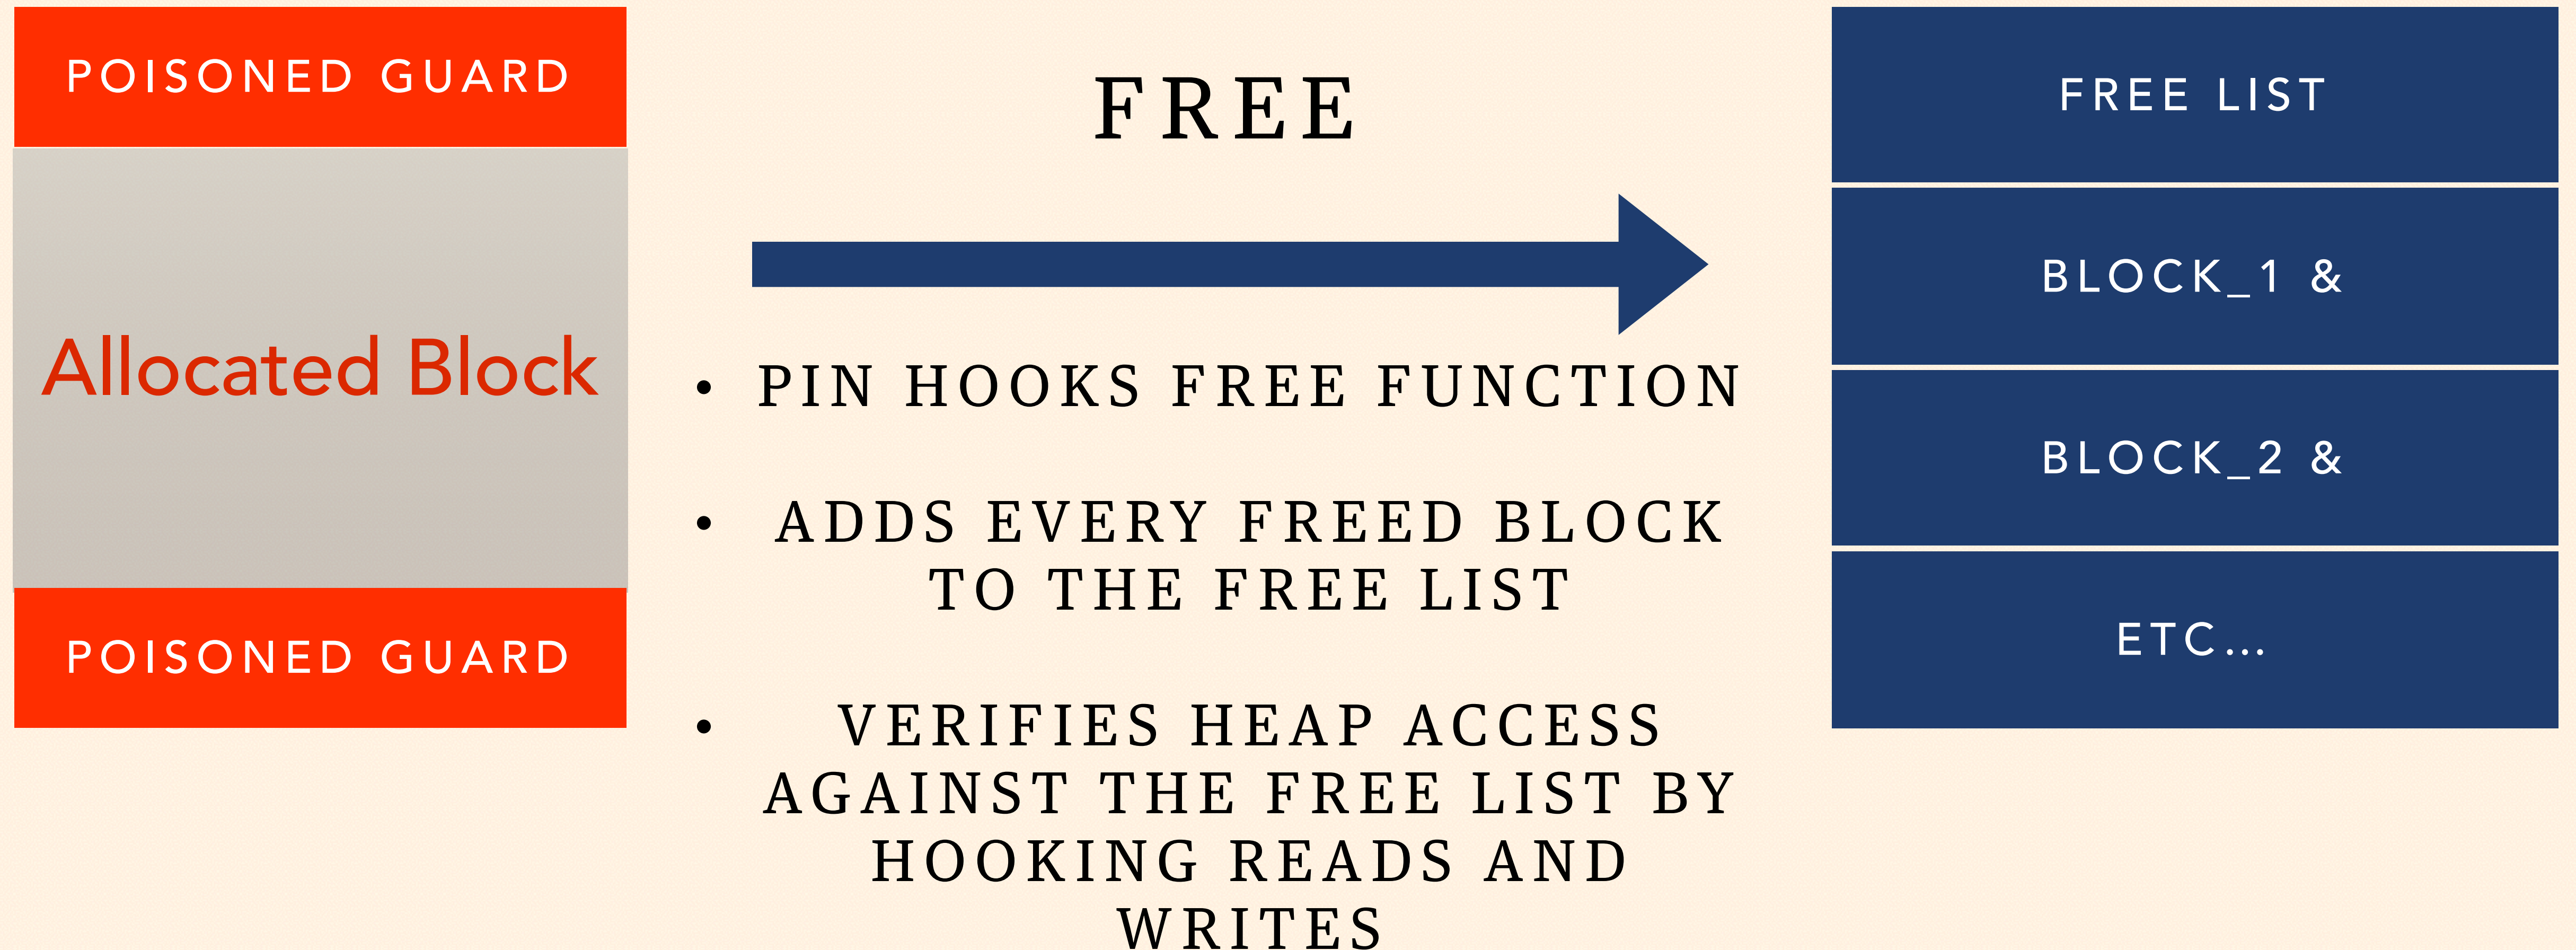 POISONED GUARD
Allocated Block
POISONED GUARD
FREE
• PIN HOOKS FREE FUNCTION
• ADDS EVERY FREED BLOCK
TO THE FREE LIST
• VERIFIES HEAP ACCESS
AGAINST THE FREE LIST BY
HOOKING READS AND
WRITES
FREE LIST
BLOCK_1 &
BLOCK_2 &
ETC...